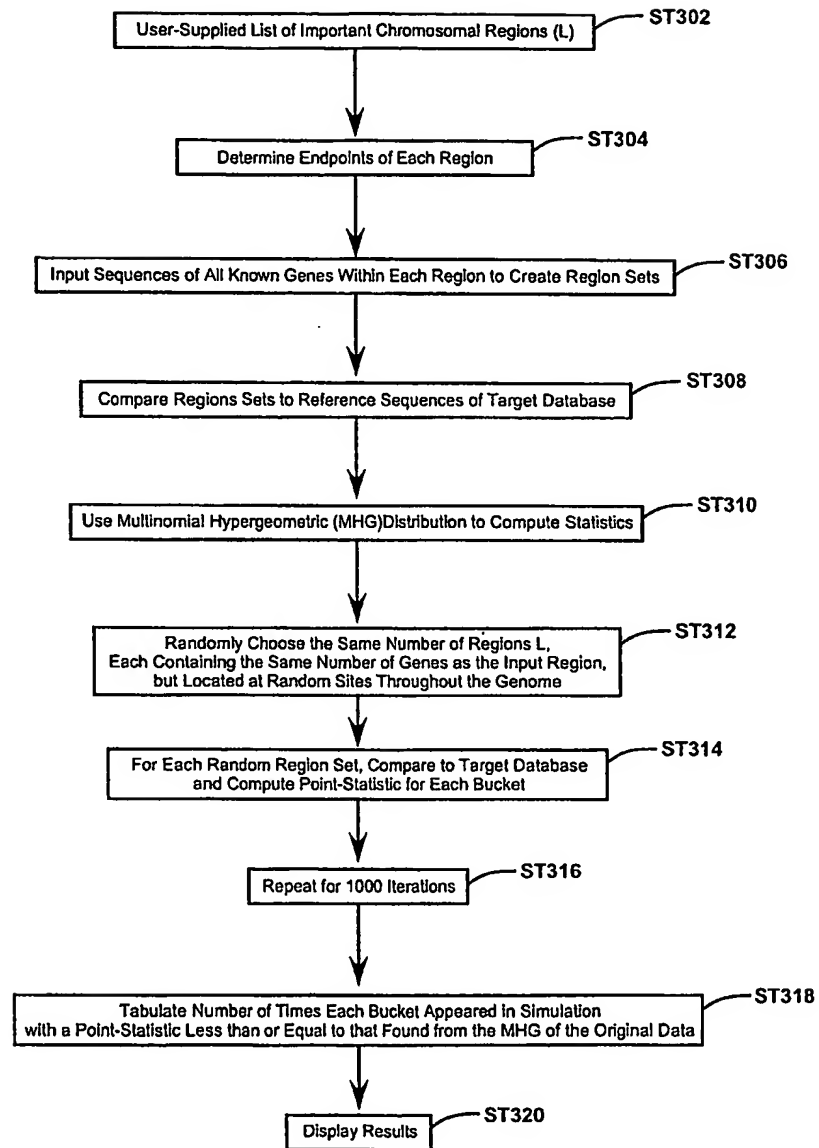 User-Supplied List of Important Chromosomal Regions (L)
ST302
Determine Endpoints of Each Region
ST304
Input Sequences of All Known Genes Within Each Region to Create Region Sets
ST306
Compare Regions Sets to Reference Sequences of Target Database
ST308
Use Multinomial Hypergeometric (MHG)Distribution to Compute Statistics
ST310
Randomly Choose the Same Number of Regions L,
Each Containing the Same Number of Genes as the Input Region,
but Located at Random Sites Throughout the Genome
ST312
For Each Random Region Set, Compare to Target Database
and Compute Point-Statistic for Each Bucket
ST314
Repeat for 1000 Iterations
ST316
Tabulate Number of Times Each Bucket Appeared in Simulation
with a Point-Statistic Less than or Equal to that Found from the MHG of the Original Data
ST318
Display Results
ST320